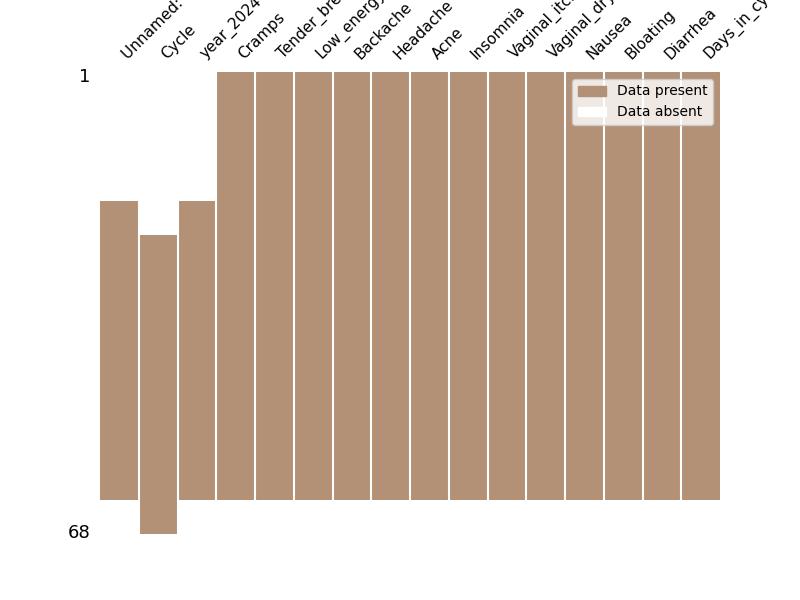 Unnamed:
Cycle
year_2024
Cramps
Tender_bre
Low_energy
Backache
Headache
Acne
Insomnia
Vaginal_itc
Vaginal_dry
Nausea
Bloating
Diarrhea
Days_in_cy
1
Data present
Data absent
68